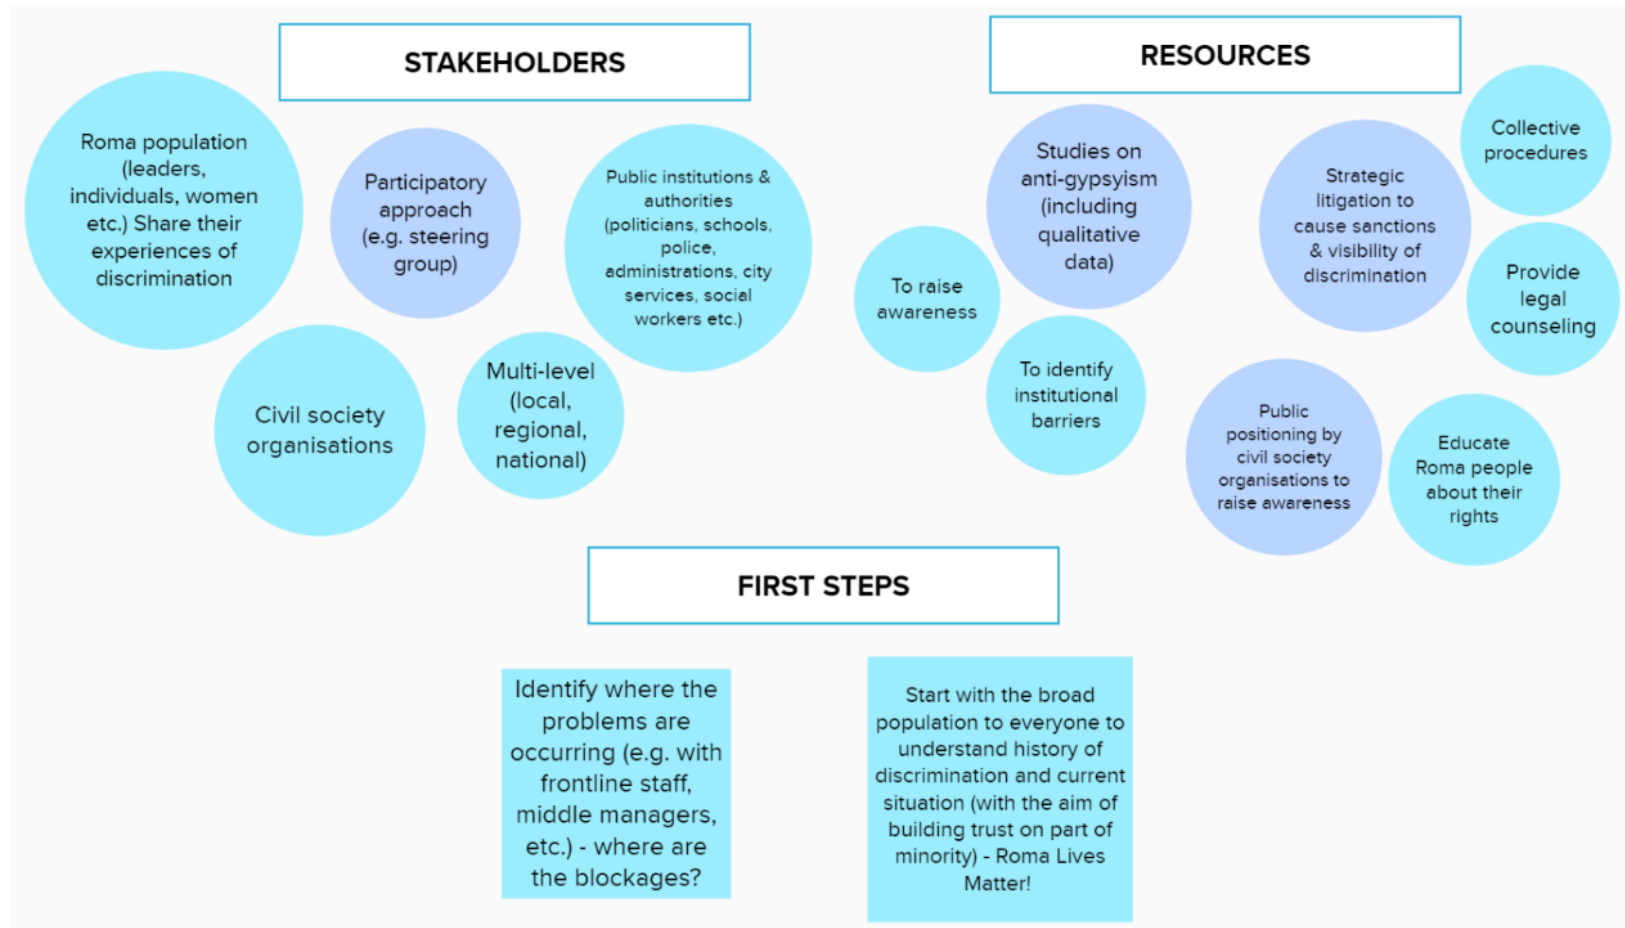 STAKEHOLDERS
Roma population
(leaders,
individuals, women
etc.) Share their
experiences of
discrimination
Participatory
approach
(e.g. steering
group)
Public institutions &
authorities
(politicians, schools,
police,
administrations, city
services, social
workers etc.)
Civil society
organisations
Multi-level
(local,
regional,
national)
RESOURCES
Studies on
anti-gypsyism
(including
qualitative
data)
To raise
awareness
To identify
institutional
barriers
Strategic
litigation to
cause sanctions
& visibility of
discrimination
Collective
procedures
Provide
legal
counseling
Public
positioning by
civil society
organisations to
raise awareness
Educate
Roma people
about their
rights
FIRST STEPS
Identify where the
problems are
occurring (e.g. with
frontline staff,
middle managers,
etc.) - where are
the blockages?
Start with the broad
population to everyone to
understand history of
discrimination and current
situation (with the aim of
building trust on part of
minority) - Roma Lives
Matter!